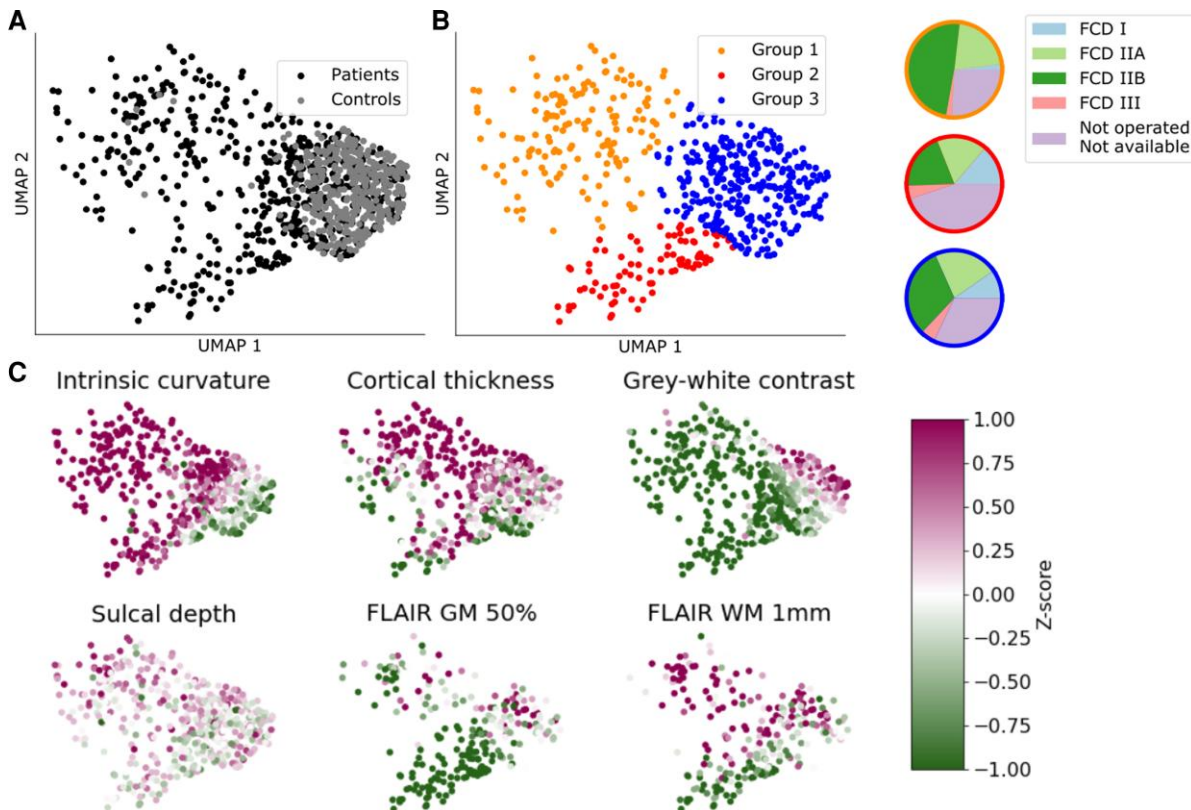 A
Patients
Controls
UMAP 2
UMAP 1
B
Group 1
Group 2
Group 3
UMAP 2
UMAP 1
FCD I
FCD IIA
FCD IIB
FCD III
Not operated
Not available
C
Intrinsic curvature
Cortical thickness
Grey-white contrast
Sulcal depth
FLAIR GM 50%
FLAIR WM 1mm
1.00
0.75
0.50
0.25
0.00
−0.25
−0.50
−0.75
−1.00
Z-score